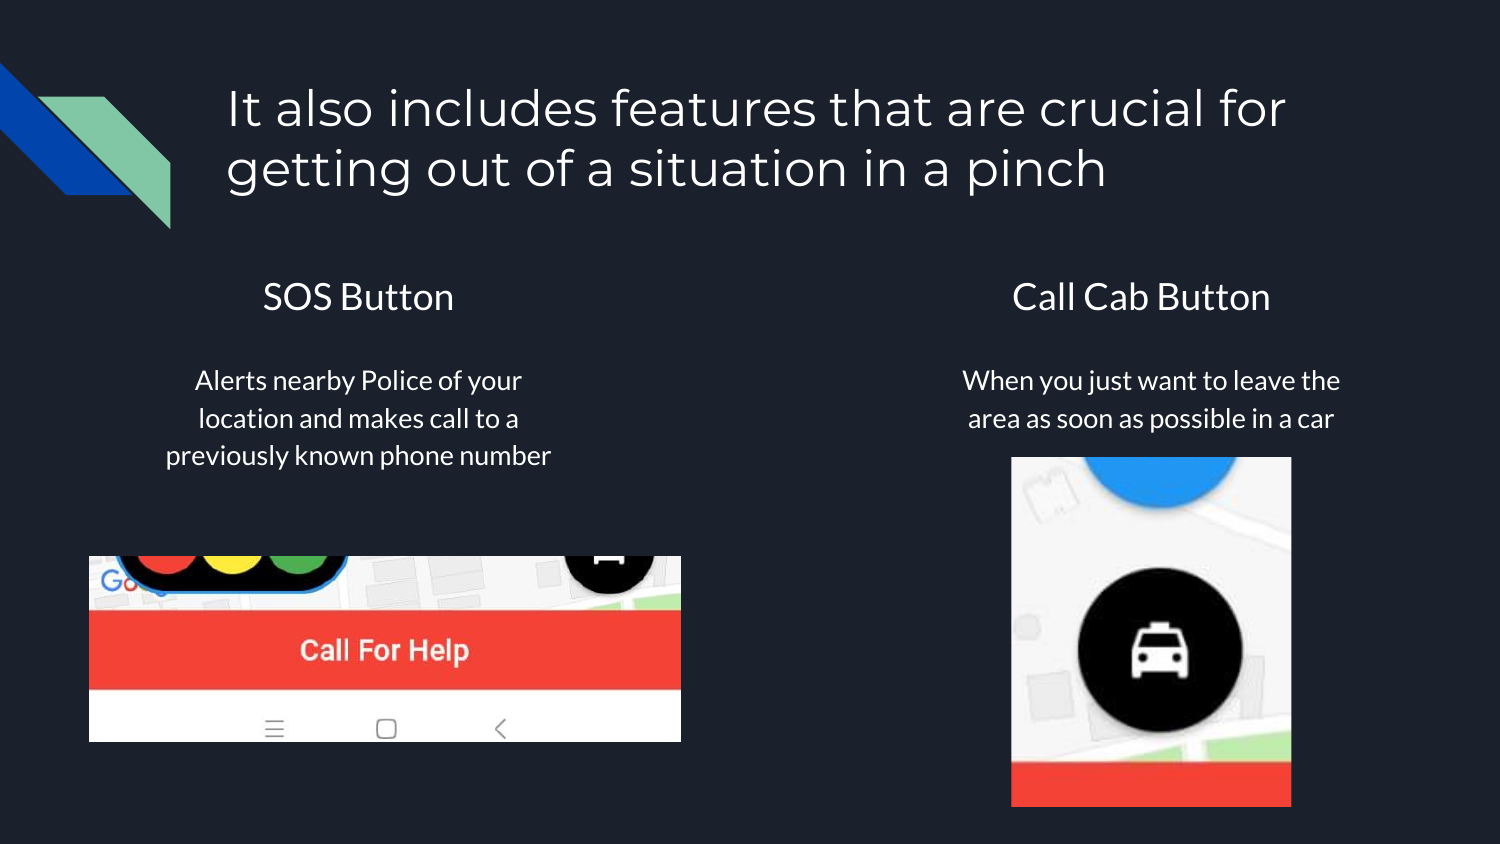 It also includes features that are crucial for
getting out of a situation in a pinch
SOS Button
Alerts nearby Police of your
location and makes call to a
previously known phone number
Call For Help
Call Cab Button
When you just want to leave the
area as soon as possible in a car